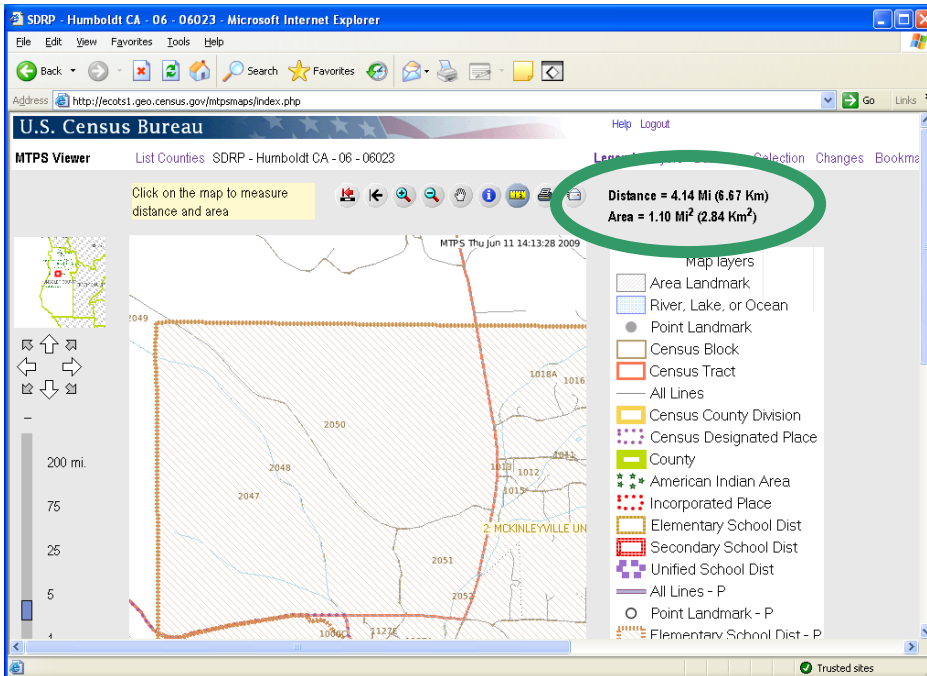 SDRP - Humboldt CA - 06 - 06023 - Microsoft Internet Explorer
File Edit View Favorites Tools Help
Back Search Favorites
Address http://ecots1.geo.census.gov/mtpsmaps/index.php Go Links
U.S. Census Bureau Help Logout
MTPS Viewer List Counties SDRP - Humboldt CA - 06 - 06023 Selection Changes Bookma
Click on the map to measure
distance and area
Distance = 4.14 Mi (6.67 Km)
Area = 1.10 Mi² (2.84 Km²)
MTPS Thu Jun 11 14:13:28 2009
2049
1018A 1016
2050
2048
2047
1013 1012
1015
2: MCKINLEYVILLE UN
2051
2052
1127E
200 mi.
75
25
5
1
Map layers
Area Landmark
River, Lake, or Ocean
Point Landmark
Census Block
Census Tract
All Lines
Census County Division
Census Designated Place
County
American Indian Area
Incorporated Place
Elementary School Dist
Secondary School Dist
Unified School Dist
All Lines - P
Point Landmark - P
Elementary School Dist - P
Trusted sites